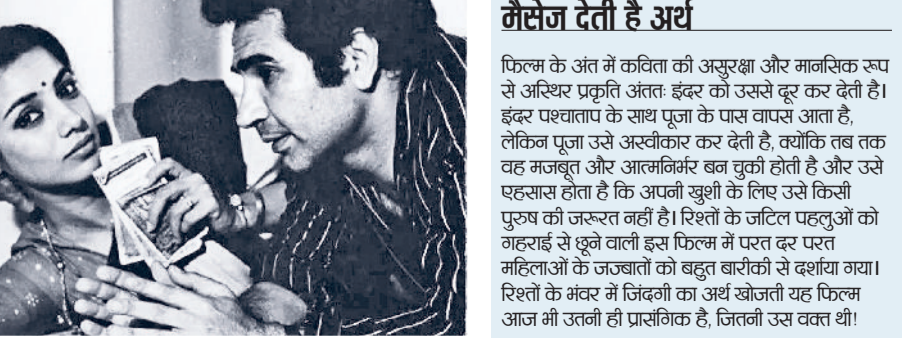 मैसेज देती है अर्थ
फिल्म के अंत में कविता की असुरक्षा और मानसिक रूप
से अस्थिर प्रकृति अंततः इंदर को उससे दूर कर देती है।
इंदर पश्चाताप के साथ पूजा के पास वापस आता है,
लेकिन पूजा उसे अस्वीकार कर देती है, क्योंकि तब तक
वह मजबूत और आत्मनिर्भर बन चुकी होती है और उसे
एहसास होता है कि अपनी खुशी के लिए उसे किसी
पुरुष की जरूरत नहीं है। रिश्तों के जटिल पहलुओं को
गहराई से छूने वाली इस फिल्म में परत दर परत
महिलाओं के जज्बातों को बहुत बारीकी से दर्शाया गया।
रिश्तों के भंवर में जिंदगी का अर्थ खोजती यह फिल्म
आज भी उतनी ही प्रासंगिक है, जितनी उस वक्त थी!